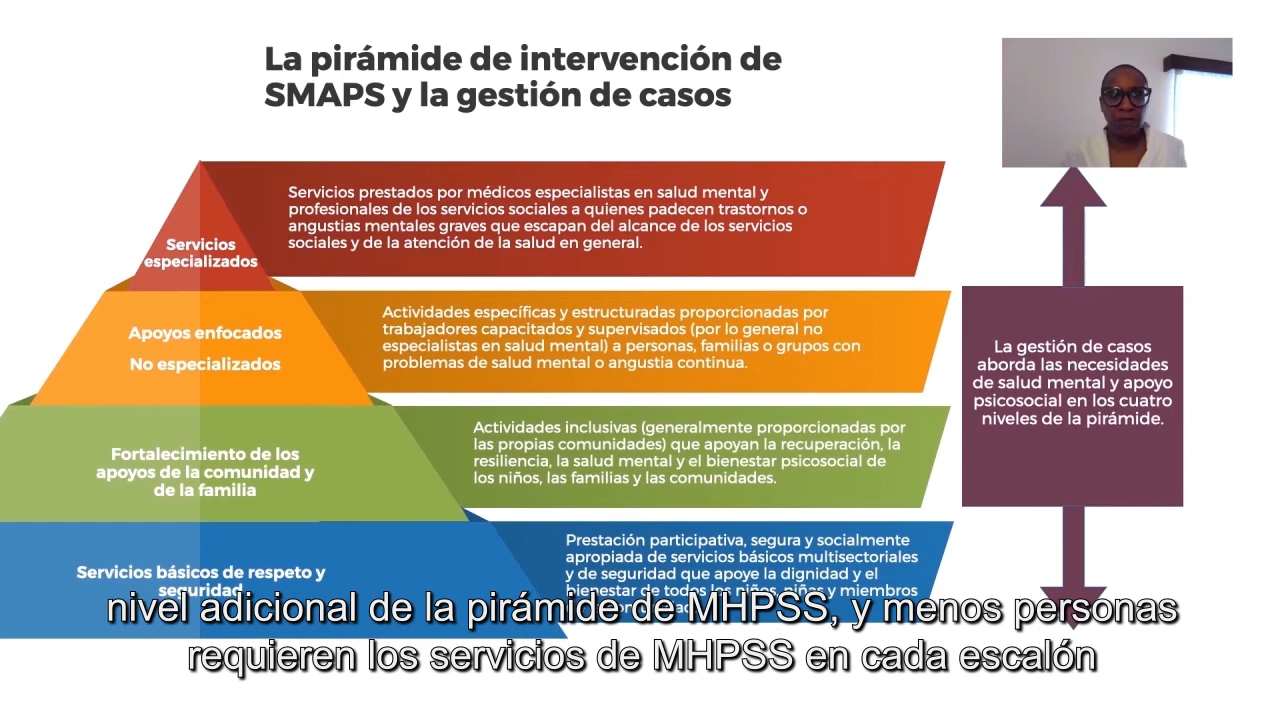 La pirámide de intervención de
SMAPS y la gestión de casos
Servicios
especializados
Servicios prestados por médicos especialistas en salud mental y
profesionales de los servicios sociales a quienes padecen trastornos o
angustias mentales graves que escapan del alcance de los servicios
sociales y de la atención de la salud en general.
Apoyos enfocados
No especializados
Actividades específicas y estructuradas proporcionadas por
trabajadores capacitados y supervisados (por lo general no
especialistas en salud mental) a personas, familias o grupos con
problemas de salud mental o angustia continua.
Fortalecimiento de los
apoyos de la comunidad y
de la familia
Actividades inclusivas (generalmente proporcionadas por
las propias comunidades) que apoyan la recuperación, la
resiliencia, la salud mental y el bienestar psicosocial de
los niños, las familias y las comunidades.
Servicios básicos de respeto y
seguridad
Prestación participativa, segura y socialmente
apropiada de servicios básicos multisectoriales
y de seguridad que apoye la dignidad y el
bienestar de todos los niños, niñas y miembros
La gestión de casos
aborda las necesidades
de salud mental y apoyo
psicosocial en los cuatro
niveles de la pirámide.
nivel adicional de la pirámide de MHPSS, y menos personas
requieren los servicios de MHPSS en cada escalón